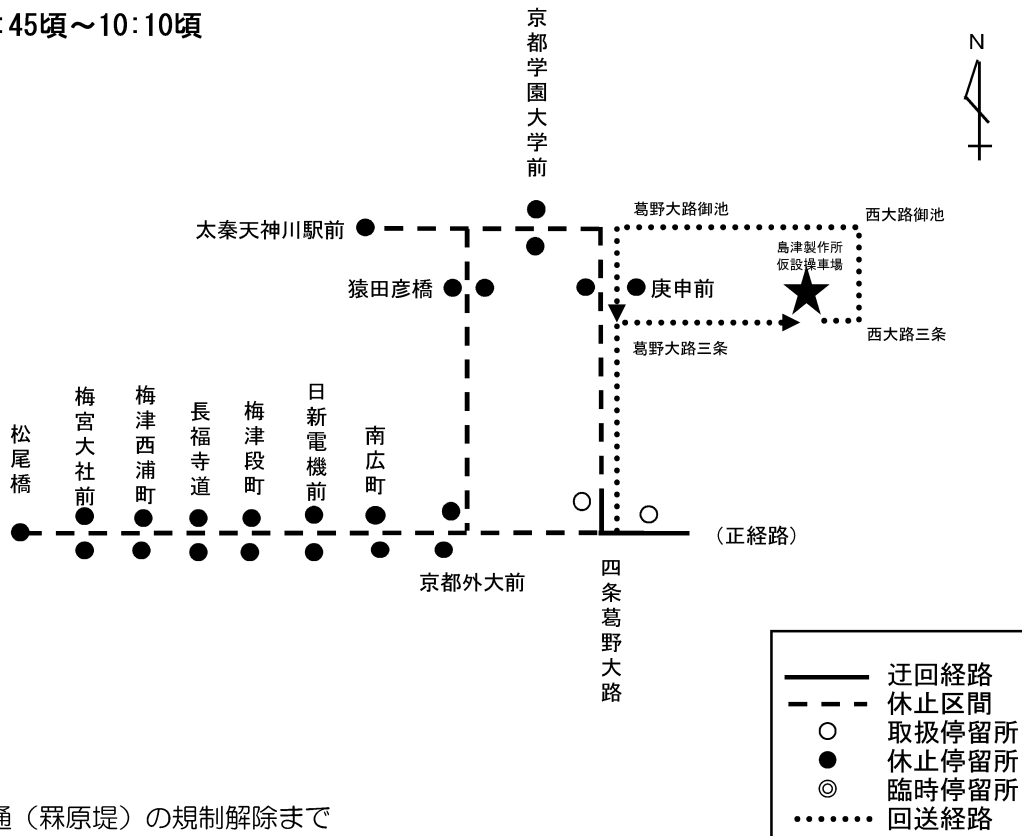 :45頃～10:10頃
京都学園大学前
N
葛野大路御池
西大路御池
太秦天神川駅前
島津製作所
仮設操車場
猿田彦橋
庚申前
西大路三条
葛野大路三条
松尾橋
梅宮大社前
梅津西浦町
長福寺道
梅津段町
日新電機前
南広町
(正経路)
京都外大前
四条葛野大路
迂回経路
休止区間
取扱停留所
休止停留所
臨時停留所
回送経路
通（罧原堤）の規制解除まで